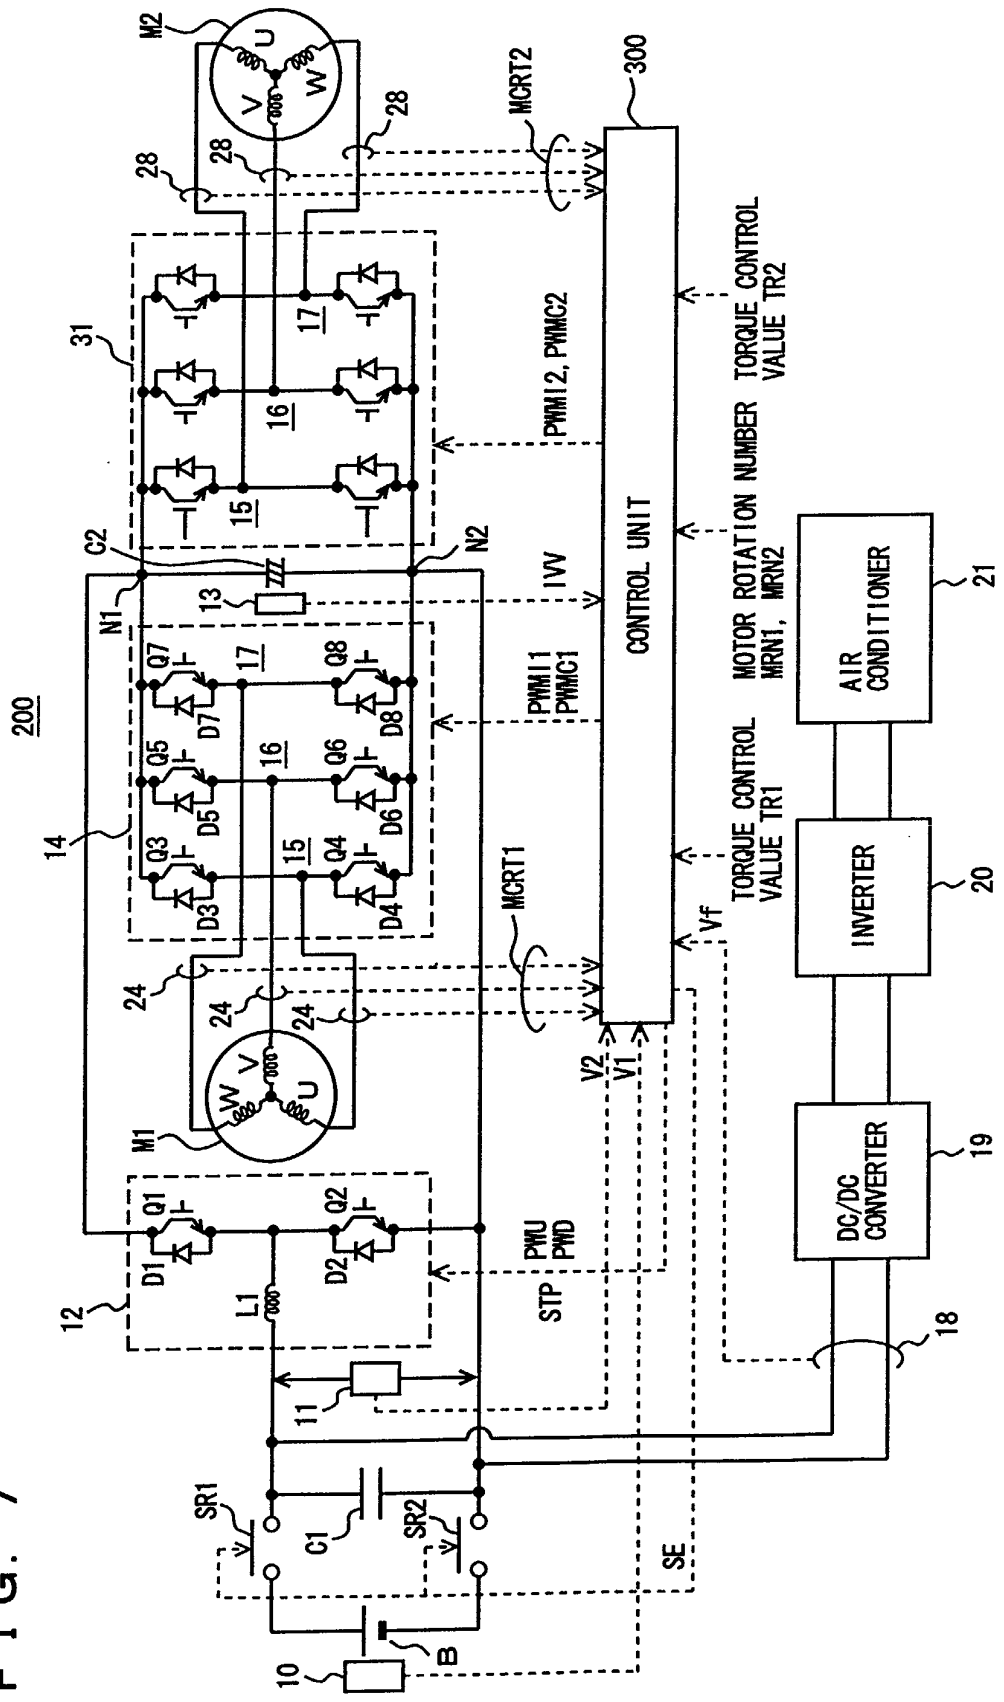 FIG. 7
200
12
D1
Q1
L1
D2
Q2
M1
W
V
U
24
24
24
14
Q3
D3
Q5
D5
Q7
D7
15
16
17
Q4
D4
Q6
D6
Q8
D8
N1
C2
13
N2
31
15
16
17
28
28
28
M2
U
V
W
SR1
C1
SR2
11
10
B
SE
STP
PWU
PWD
V2
V1
MCRT1
PWMI1
PWMC1
IVV
PWMI2, PWMC2
MCRT2
300
CONTROL UNIT
Vf
TORQUE CONTROL
VALUE TR1
MOTOR ROTATION NUMBER
MRN1, MRN2
TORQUE CONTROL
VALUE TR2
18
DC/DC
CONVERTER
19
INVERTER
20
AIR
CONDITIONER
21